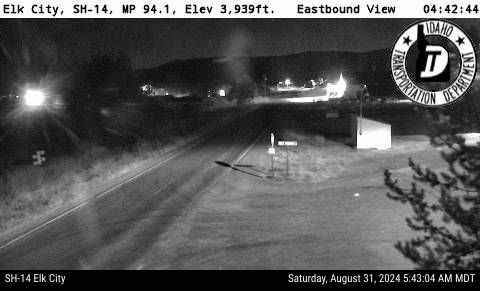 Elk City, SH-14, MP 94.1, Elev 3,939ft. Eastbound View 04:42:44
IDAHO
TRANSPORTATION DEPARTMENT
SH-14 Elk City Saturday, August 31, 2024 5:43:04 AM MDT